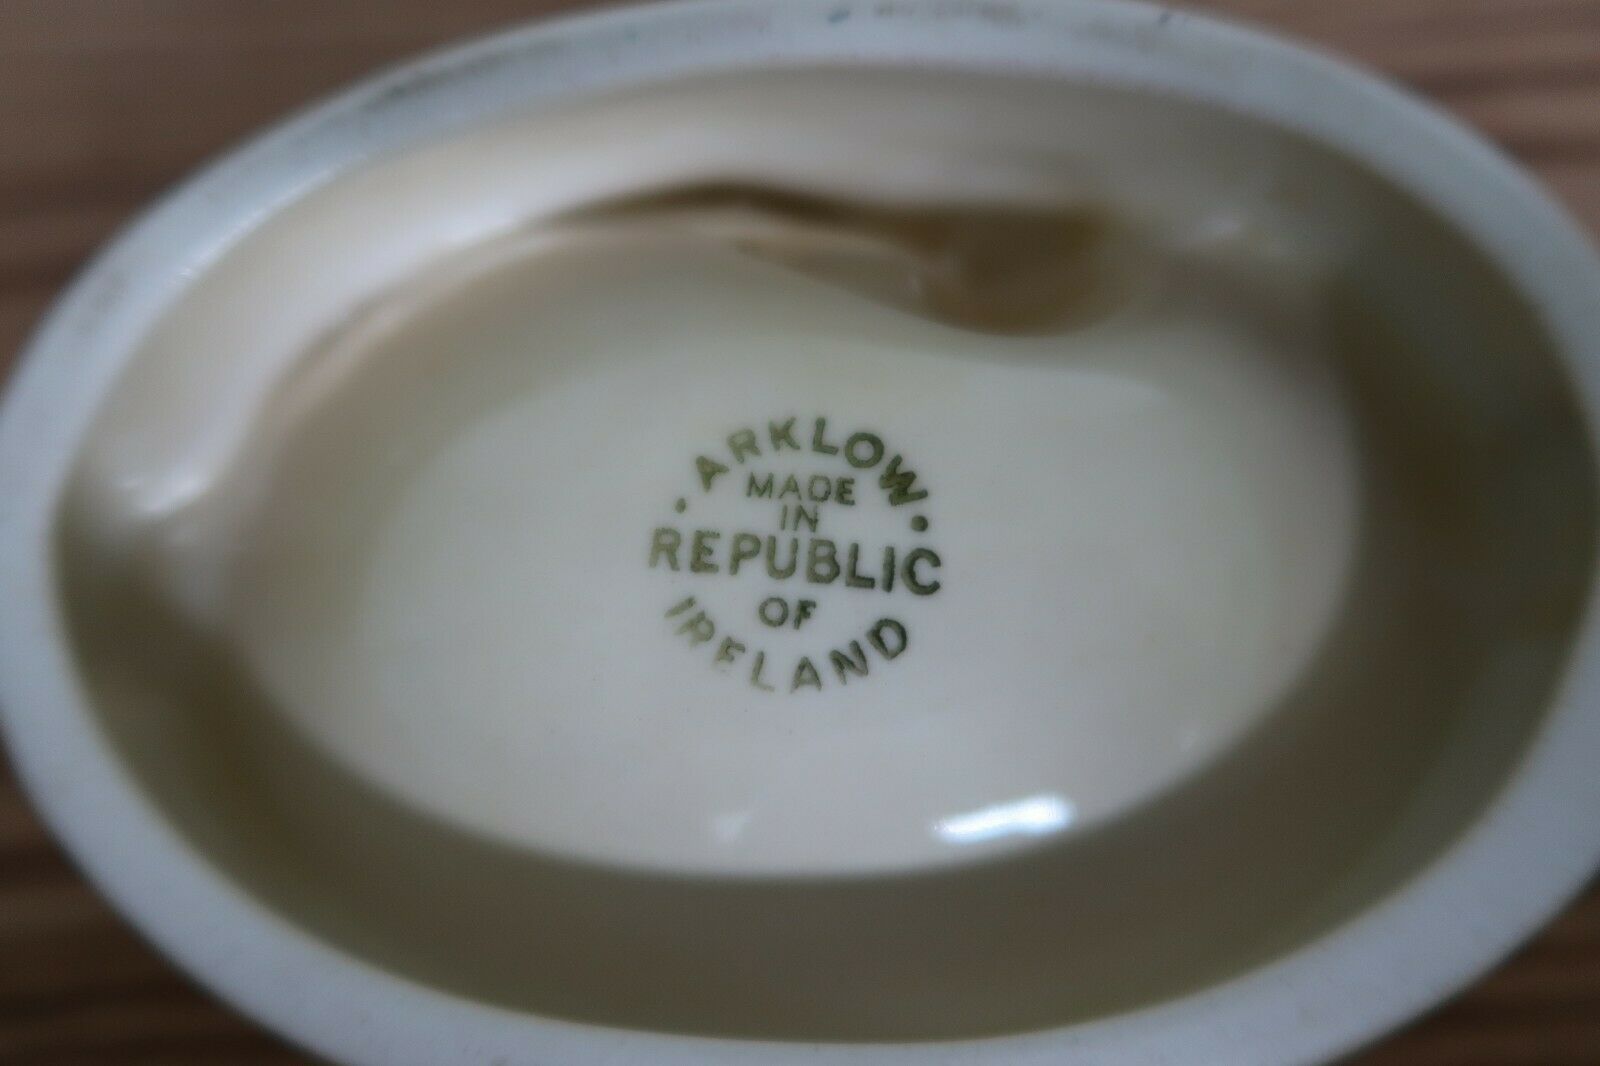 . ARKLOW .
MADE
IN
REPUBLIC
OF
IRELAND